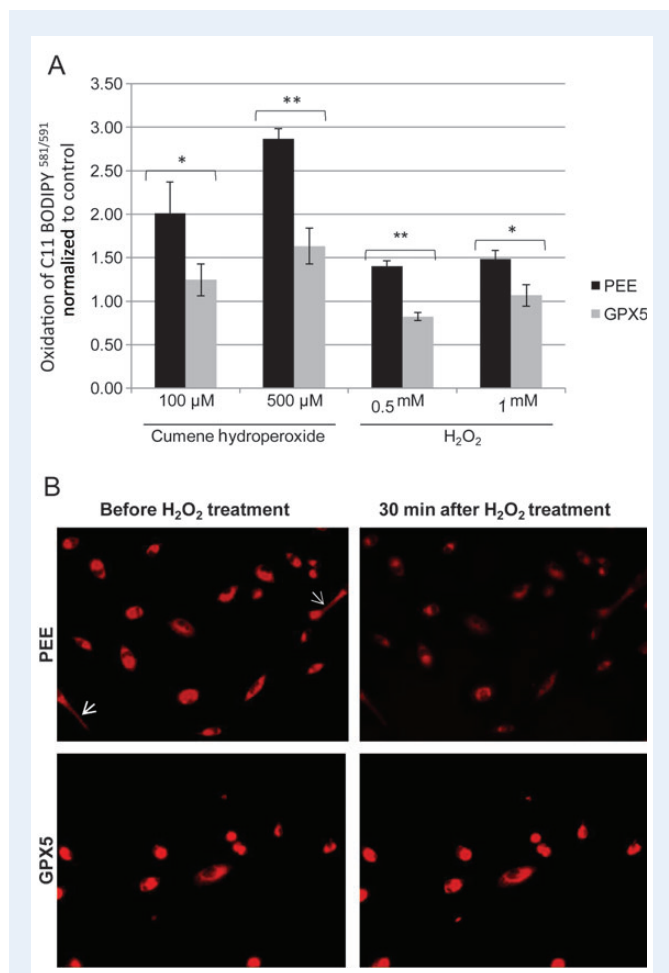 A
Oxidation of C11 BODIPY 581/591
normalized to control
3.50
3.00
2.50
2.00
1.50
1.00
0.50
0.00
*
**
**
*
PEE
GPX5
100 µM
500 µM
0.5 mM
1 mM
Cumene hydroperoxide
H₂O₂
B
Before H₂O₂ treatment
30 min after H₂O₂ treatment
PEE
GPX5